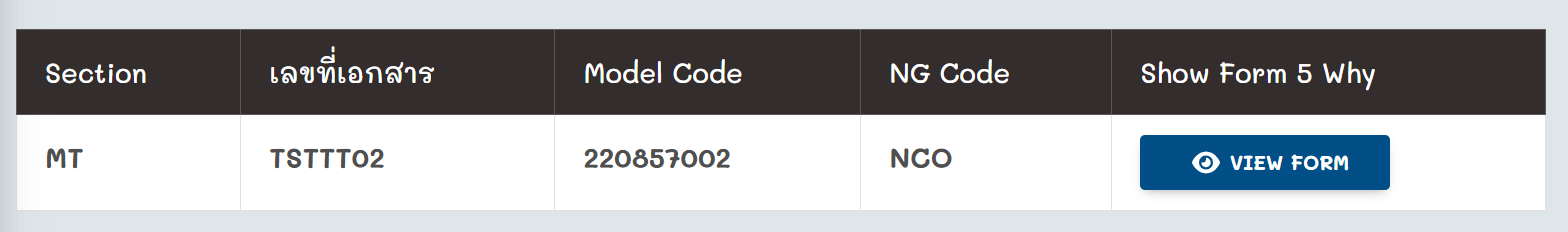 Section เลขที่เอกสาร Model Code NG Code Show Form 5 Why
MT TSTTT02 220857002 NCO VIEW FORM